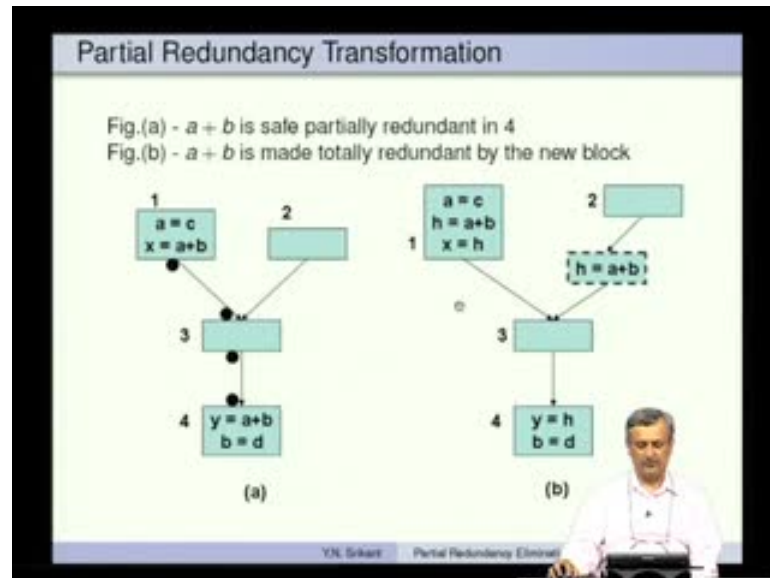 Partial Redundancy Transformation
Fig.(a) - a + b is safe partially redundant in 4
Fig.(b) - a + b is made totally redundant by the new block
1
a = c
x = a+b
2
3
4
y = a+b
b = d
(a)
a = c
h = a+b
x = h
1
2
h = a+b
3
4
y = h
b = d
(b)
Y.N. Srikant
Partial Redundancy